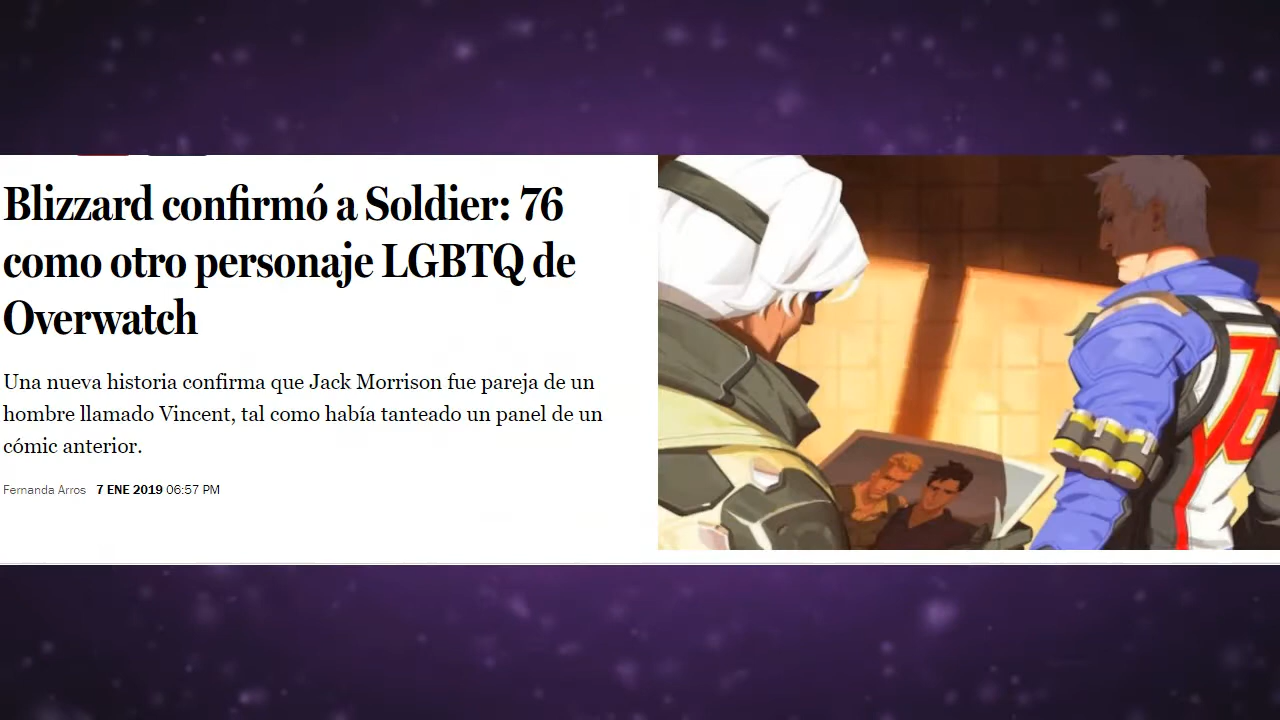 Blizzard confirmó a Soldier: 76
como otro personaje LGBTQ de
Overwatch
Una nueva historia confirma que Jack Morrison fue pareja de un
hombre llamado Vincent, tal como había tanteado un panel de un
cómic anterior.
Fernanda Arros 7 ENE 2019 06:57 PM
76